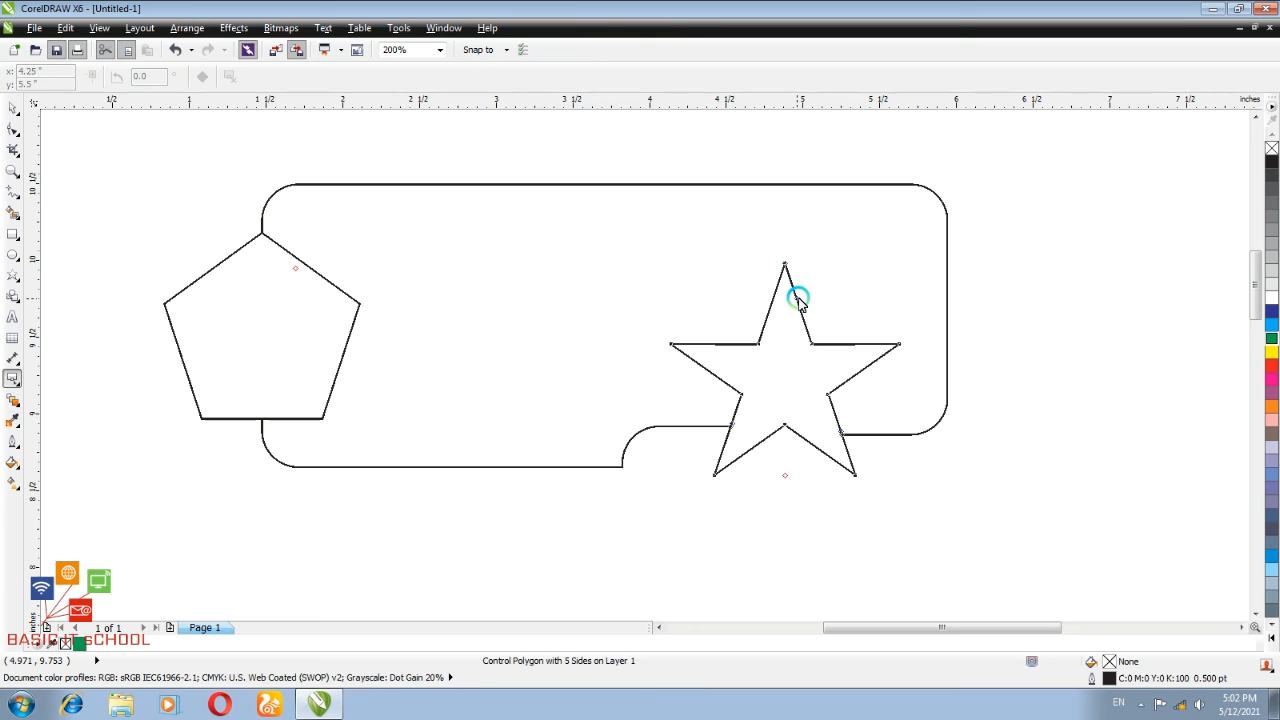 CorelDRAW X6 - [Untitled-1]
File Edit View Layout Arrange Effects Bitmaps Text Table Tools Window Help
200% Snap to
x: 4.25 "
y: 5.5 "
0.0 °
1/2 1 1 1/2 2 2 1/2 3 3 1/2 4 4 1/2 5 5 1/2 6 6 1/2 7 7 1/2 inches
1 of 1 Page 1
BASIC IT sCHOOL
(4.971 , 9.753 ) Control Polygon with 5 Sides on Layer 1 None
Document color profiles: RGB: sRGB IEC61966-2.1; CMYK: U.S. Web Coated (SWOP) v2; Grayscale: Dot Gain 20% C:0 M:0 Y:0 K:100 0.500 pt
EN 5:02 PM
5/12/2021